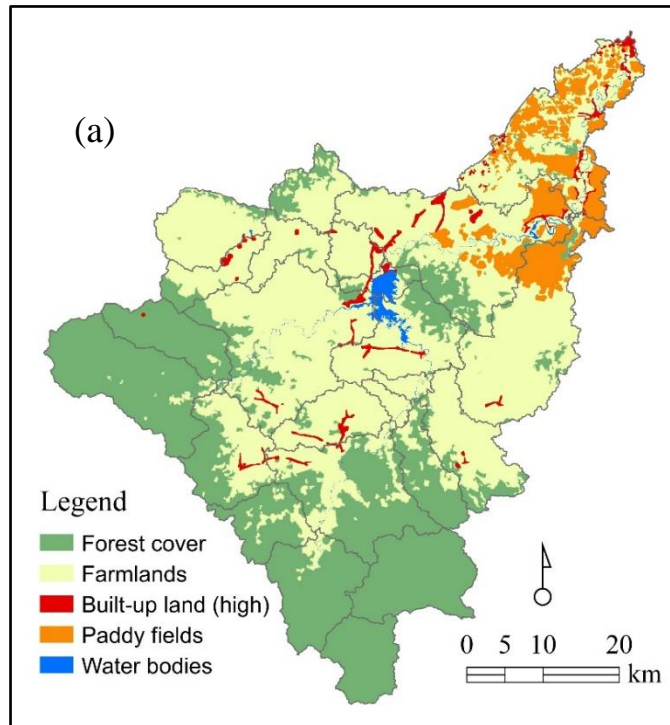 (a)
Legend
Forest cover
Farmlands
Built-up land (high)
Paddy fields
Water bodies
0 5 10 20
km